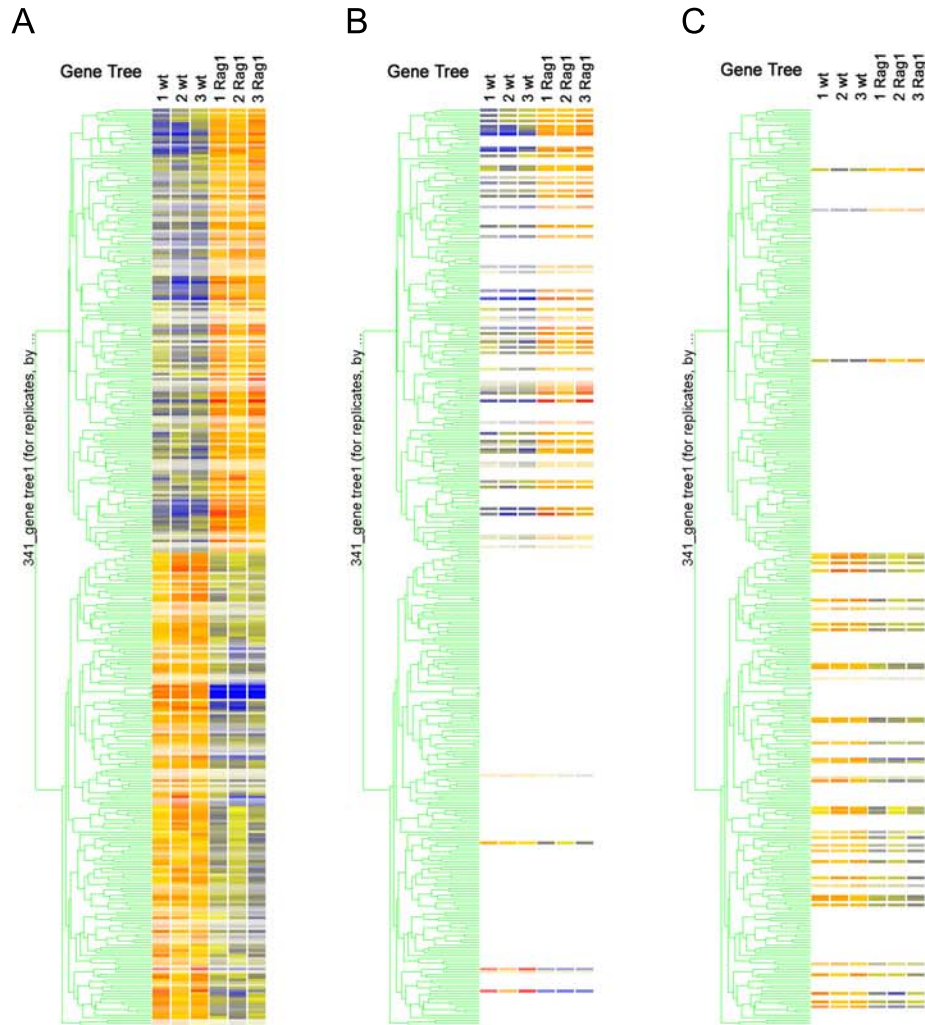 A
B
C
Gene Tree
1 wt
2 wt
3 wt
1 Rag1
2 Rag1
3 Rag1
341_gene tree1 (for replicates, by ...
Gene Tree
1 wt
2 wt
3 wt
1 Rag1
2 Rag1
3 Rag1
341_gene tree1 (for replicates, by ...
Gene Tree
1 wt
2 wt
3 wt
1 Rag1
2 Rag1
3 Rag1
341_gene tree1 (for replicates, by ...